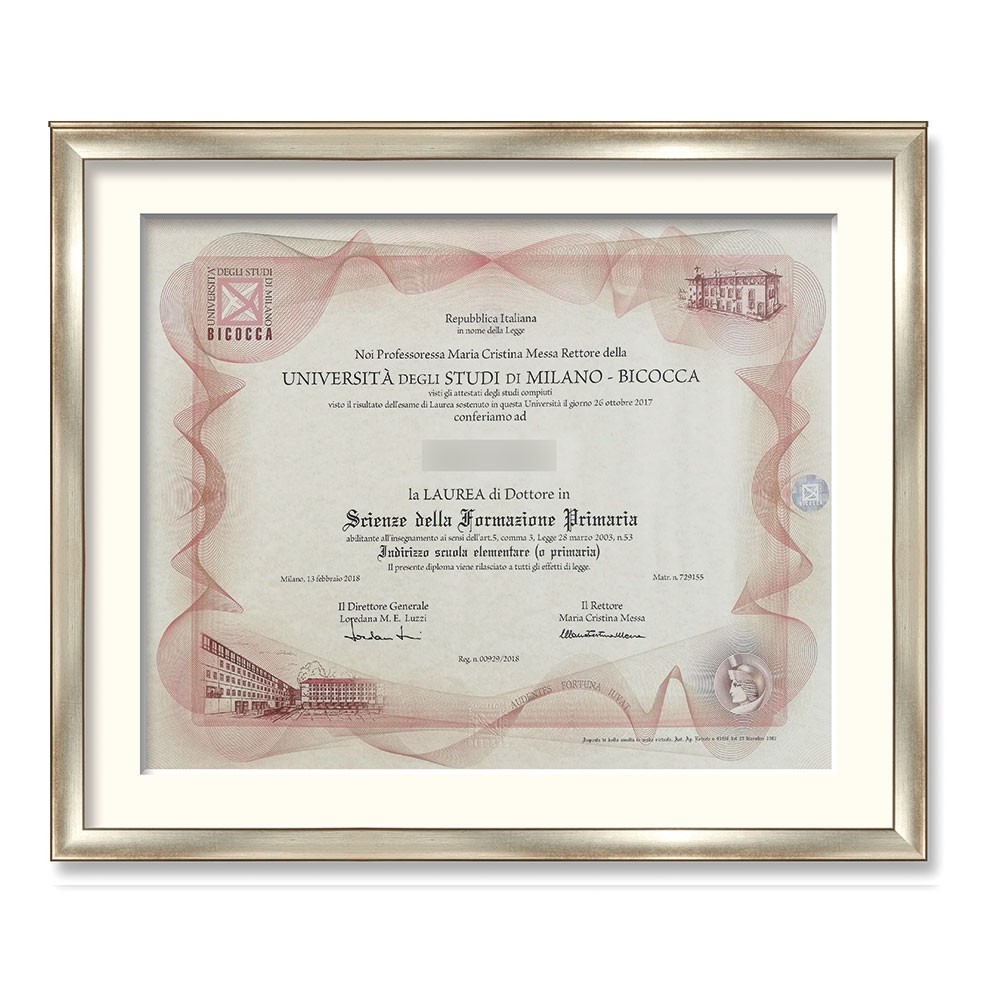 UNIVERSITÀ DEGLI STUDI DI MILANO
BICOCCA
Repubblica Italiana
in nome della Legge
Noi Professoressa Maria Cristina Messa Rettore della
UNIVERSITÀ DEGLI STUDI DI MILANO - BICOCCA
visti gli attestati degli studi compiuti
visto il risultato dell'esame di Laurea sostenuto in questa Università il giorno 26 ottobre 2017
conferiamo ad
la LAUREA di Dottore in
Scienze della Formazione Primaria
abilitante all'insegnamento ai sensi dell'art.5, comma 3, Legge 28 marzo 2003, n.53
Indirizzo scuola elementare (o primaria)
Il presente diploma viene rilasciato a tutti gli effetti di legge.
Milano, 13 febbraio 2018
Matr. n. 729155
Il Direttore Generale
Loredana M. E. Luzzi
Il Rettore
Maria Cristina Messa
Reg. n. 00929/2018
AUDENTES FORTUNA IUVAT